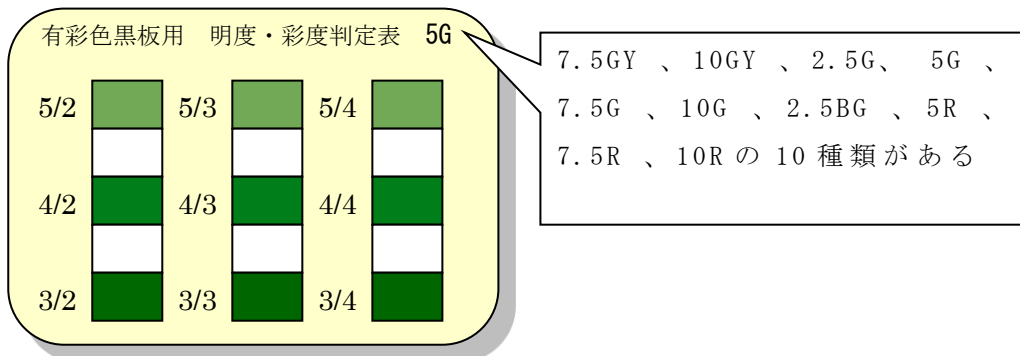 有彩色黒板用　明度・彩度判定表　5G
5/2 5/3 5/4
4/2 4/3 4/4
3/2 3/3 3/4
7.5GY 、10GY 、2.5G、 5G 、
7.5G 、10G 、2.5BG 、5R 、
7.5R 、10R の 10 種類がある